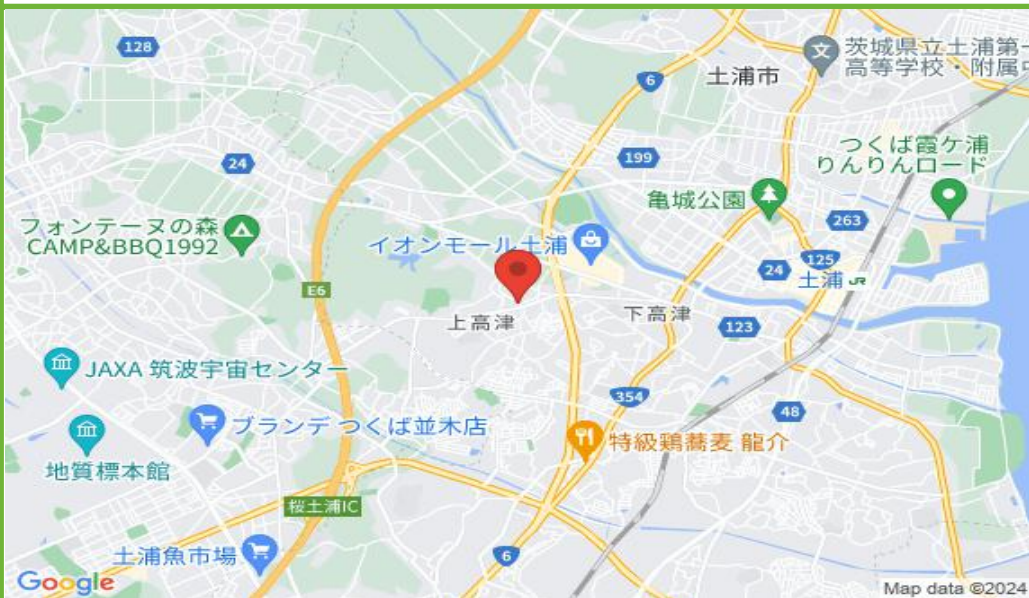 128
6
茨城県立土浦第一
高等学校・附属中
土浦市
つくば霞ケ浦
りんりんロード
199
24
亀城公園
263
フォンテーヌの森
CAMP&BBQ1992
イオンモール土浦
125
24
土浦 JR
E6
上高津
下高津
123
JAXA 筑波宇宙センター
354
48
ブランデ つくば並木店
特級鶏蕎麦 龍介
地質標本館
桜土浦IC
土浦魚市場
6
Google
Map data ©2024